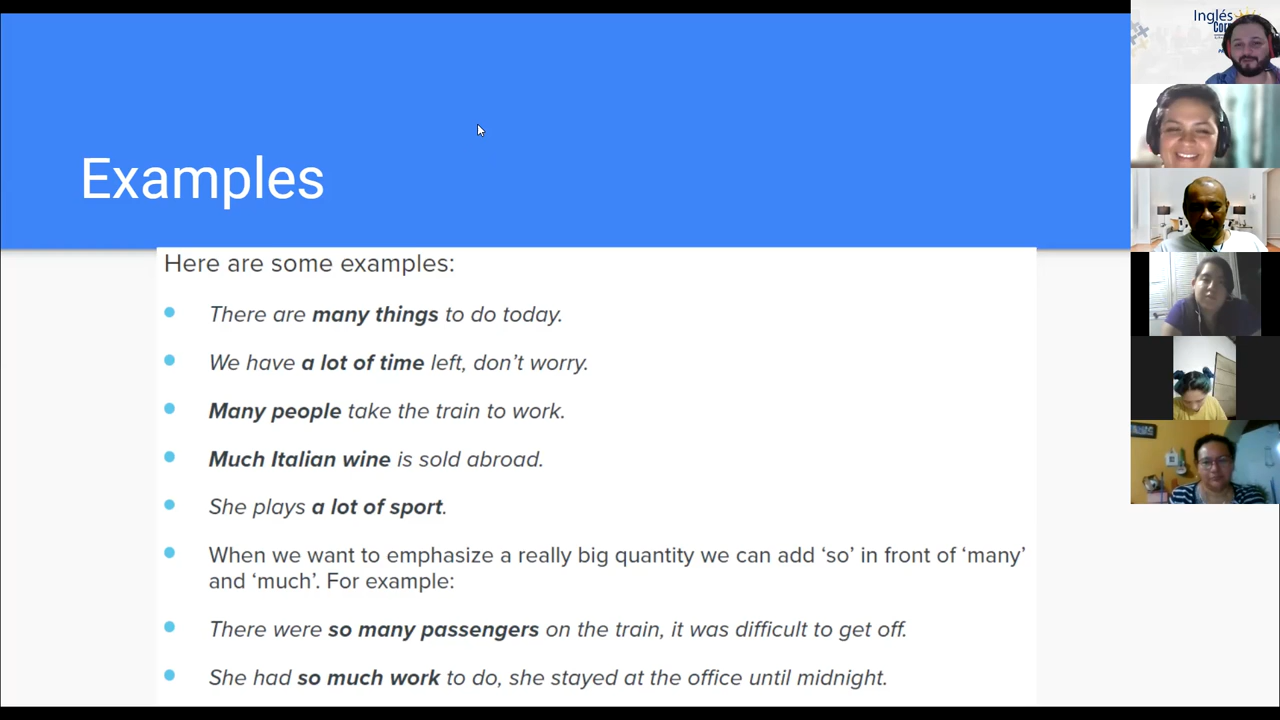 Examples
Here are some examples:
There are many things to do today.
We have a lot of time left, don’t worry.
Many people take the train to work.
Much Italian wine is sold abroad.
She plays a lot of sport.
When we want to emphasize a really big quantity we can add ‘so’ in front of ‘many’
and ‘much’. For example:
There were so many passengers on the train, it was difficult to get off.
She had so much work to do, she stayed at the office until midnight.
Inglés